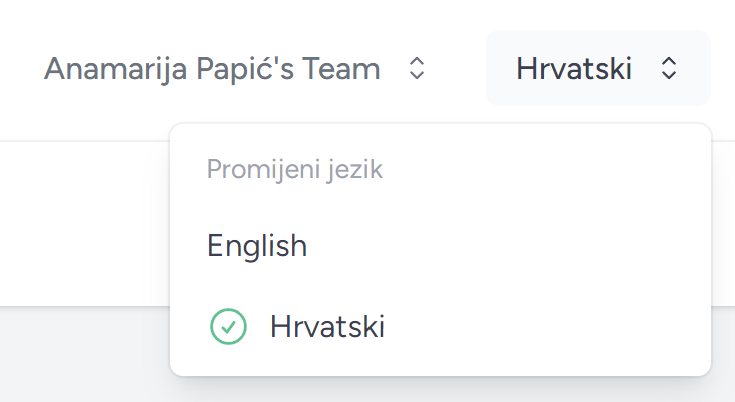 Anamarija Papić's Team
Hrvatski
Promijeni jezik
English
Hrvatski